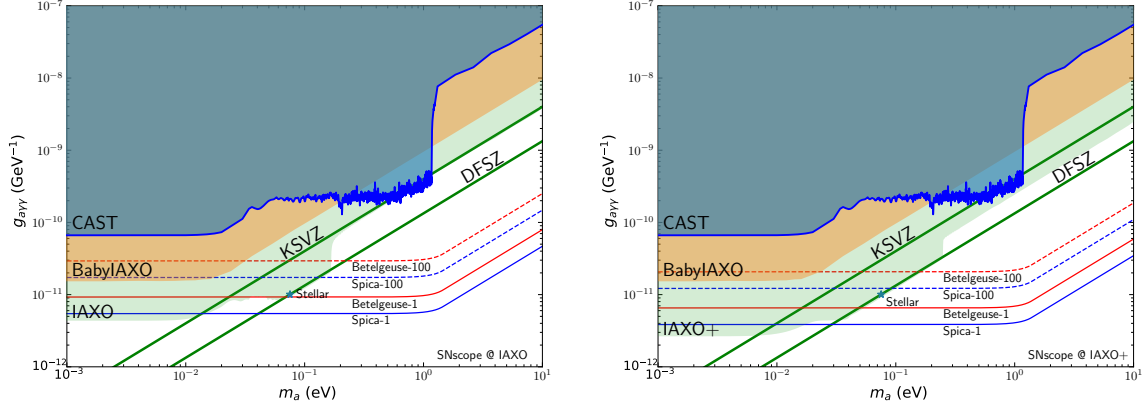 10⁻⁷
10⁻⁸
10⁻⁹
10⁻¹⁰
10⁻¹¹
10⁻¹²
g_aγγ (GeV⁻¹)
CAST
BabyIAXO
IAXO
KSVZ
DFSZ
Betelgeuse-100
Spica-100
Stellar
Betelgeuse-1
Spica-1
SNscope @ IAXO
10⁻³
10⁻²
10⁻¹
10⁰
10¹
m_a (eV)
10⁻⁷
10⁻⁸
10⁻⁹
10⁻¹⁰
10⁻¹¹
10⁻¹²
g_aγγ (GeV⁻¹)
CAST
BabyIAXO
IAXO+
KSVZ
DFSZ
Betelgeuse-100
Spica-100
Stellar
Betelgeuse-1
Spica-1
SNscope @ IAXO+
10⁻³
10⁻²
10⁻¹
10⁰
10¹
m_a (eV)